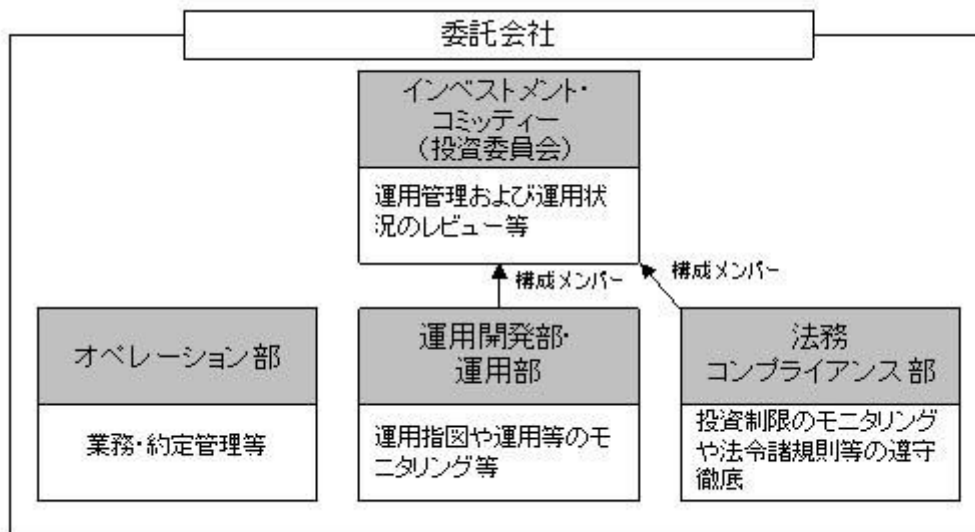 委託会社
インベストメント・
コミッティー
（投資委員会）
運用管理および運用状
況のレビュー等
構成メンバー
構成メンバー
オペレーション部
業務・約定管理等
運用開発部・
運用部
運用指図や運用等のモ
ニタリング等
法務
コンプライアンス部
投資制限のモニタリング
や法令諸規則等の遵守
徹底